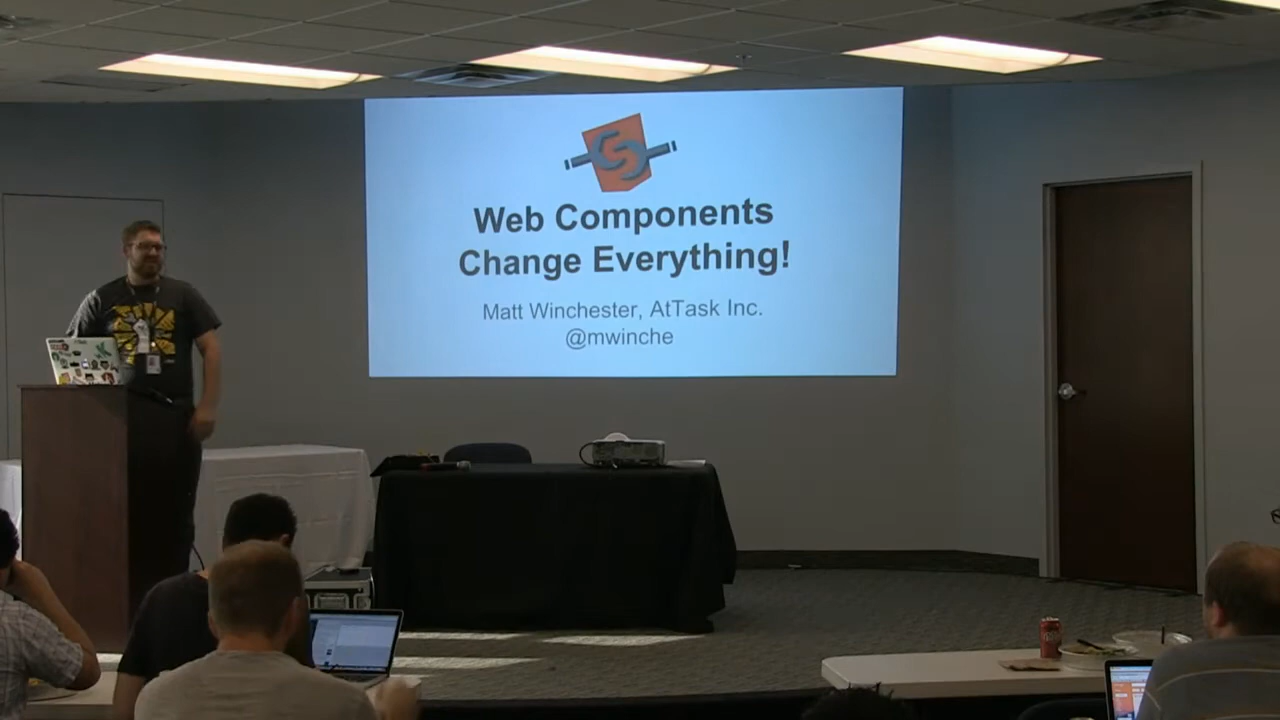 Web Components
Change Everything!
Matt Winchester, AtTask Inc.
@mwinche